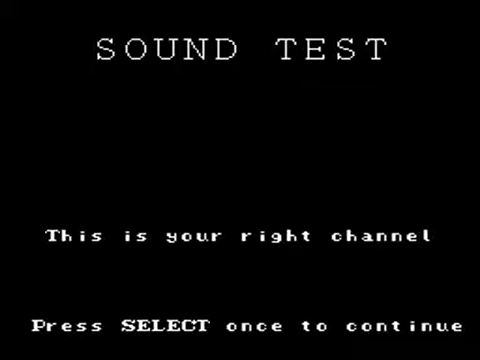 SOUND TEST
This is your right channel
Press SELECT once to continue